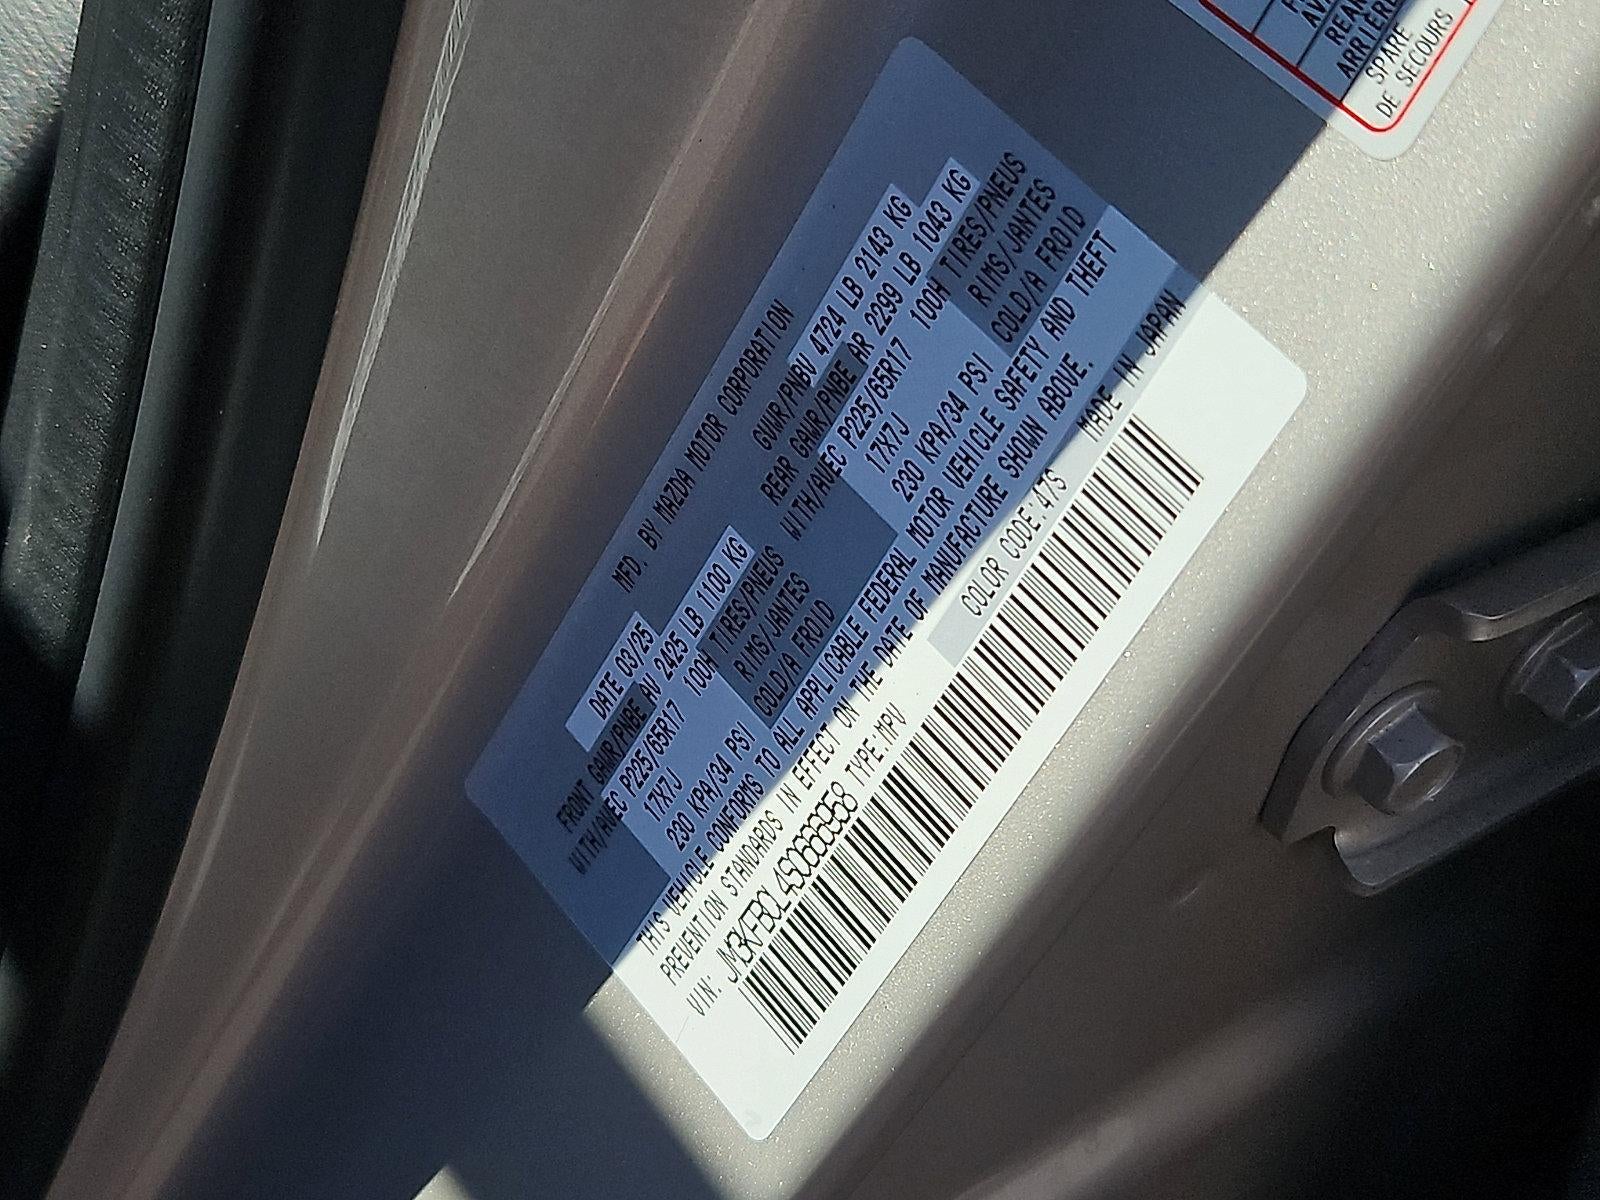 MFD. BY MAZDA MOTOR CORPORATION
DATE 03/25 GVWR/PNBV 4724 LB 2143 KG
FRONT GAWR/PNBE AV 2425 LB 1100 KG REAR GAWR/PNBE AR 2299 LB 1043 KG
WITH/AVEC P225/65R17 100H TIRES/PNEUS WITH/AVEC P225/65R17 100H TIRES/PNEUS
17X7J RIMS/JANTES 17X7J RIMS/JANTES
230 KPA/34 PSI COLD/A FROID 230 KPA/34 PSI COLD/A FROID
THIS VEHICLE CONFORMS TO ALL APPLICABLE FEDERAL MOTOR VEHICLE SAFETY AND THEFT
PREVENTION STANDARDS IN EFFECT ON THE DATE OF MANUFACTURE SHOWN ABOVE.
VIN: JM3KFBCL4S0666958 TYPE:MPV COLOR CODE:47S MADE IN JAPAN
REAR
ARRIÈRE
SPARE
DE SECOURS